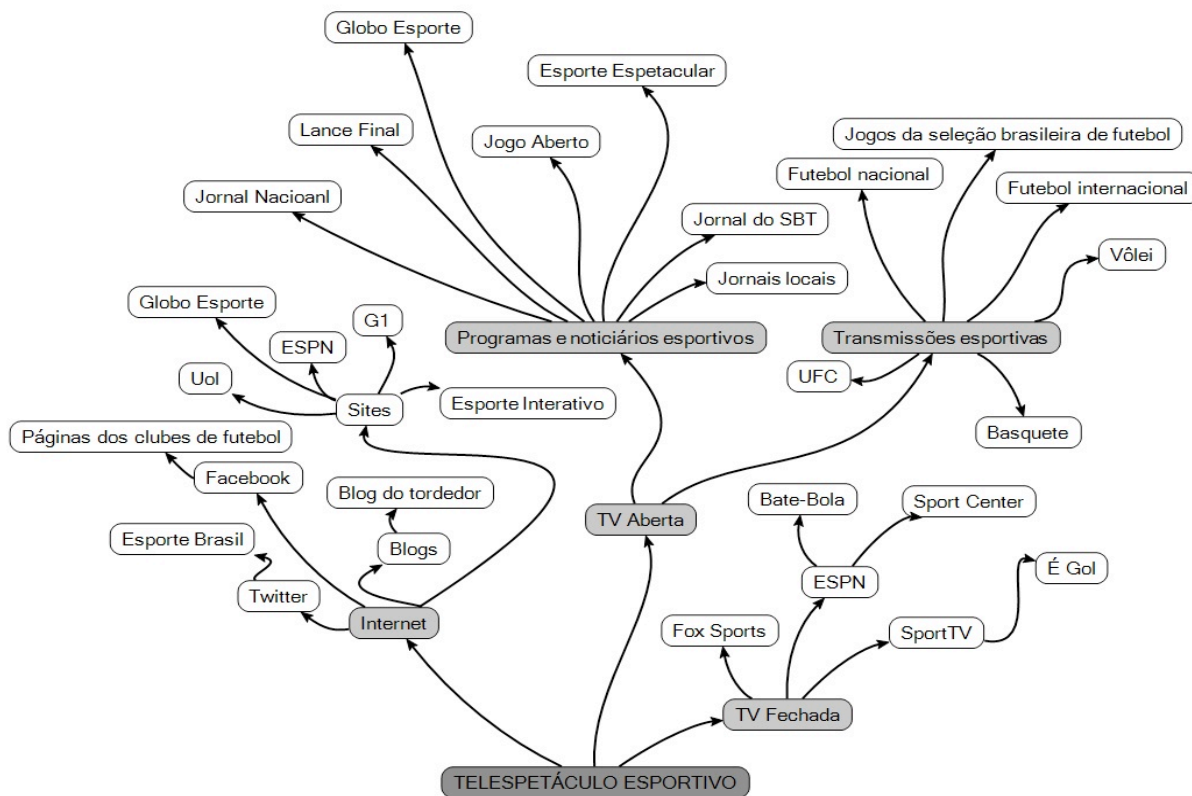 Globo Esporte
Esporte Espetacular
Lance Final
Jogo Aberto
Jogos da seleção brasileira de futebol
Futebol nacional
Futebol internacional
Jornal Nacioanl
Jornal do SBT
Vôlei
Jornais locais
Globo Esporte
G1
Programas e noticiários esportivos
Transmissões esportivas
ESPN
Uol
UFC
Sites
Esporte Interativo
Basquete
Páginas dos clubes de futebol
Facebook
Blog do tordedor
Bate-Bola
Sport Center
TV Aberta
Esporte Brasil
Blogs
É Gol
ESPN
Twitter
Internet
Fox Sports
SportTV
TV Fechada
TELESPETÁCULO ESPORTIVO